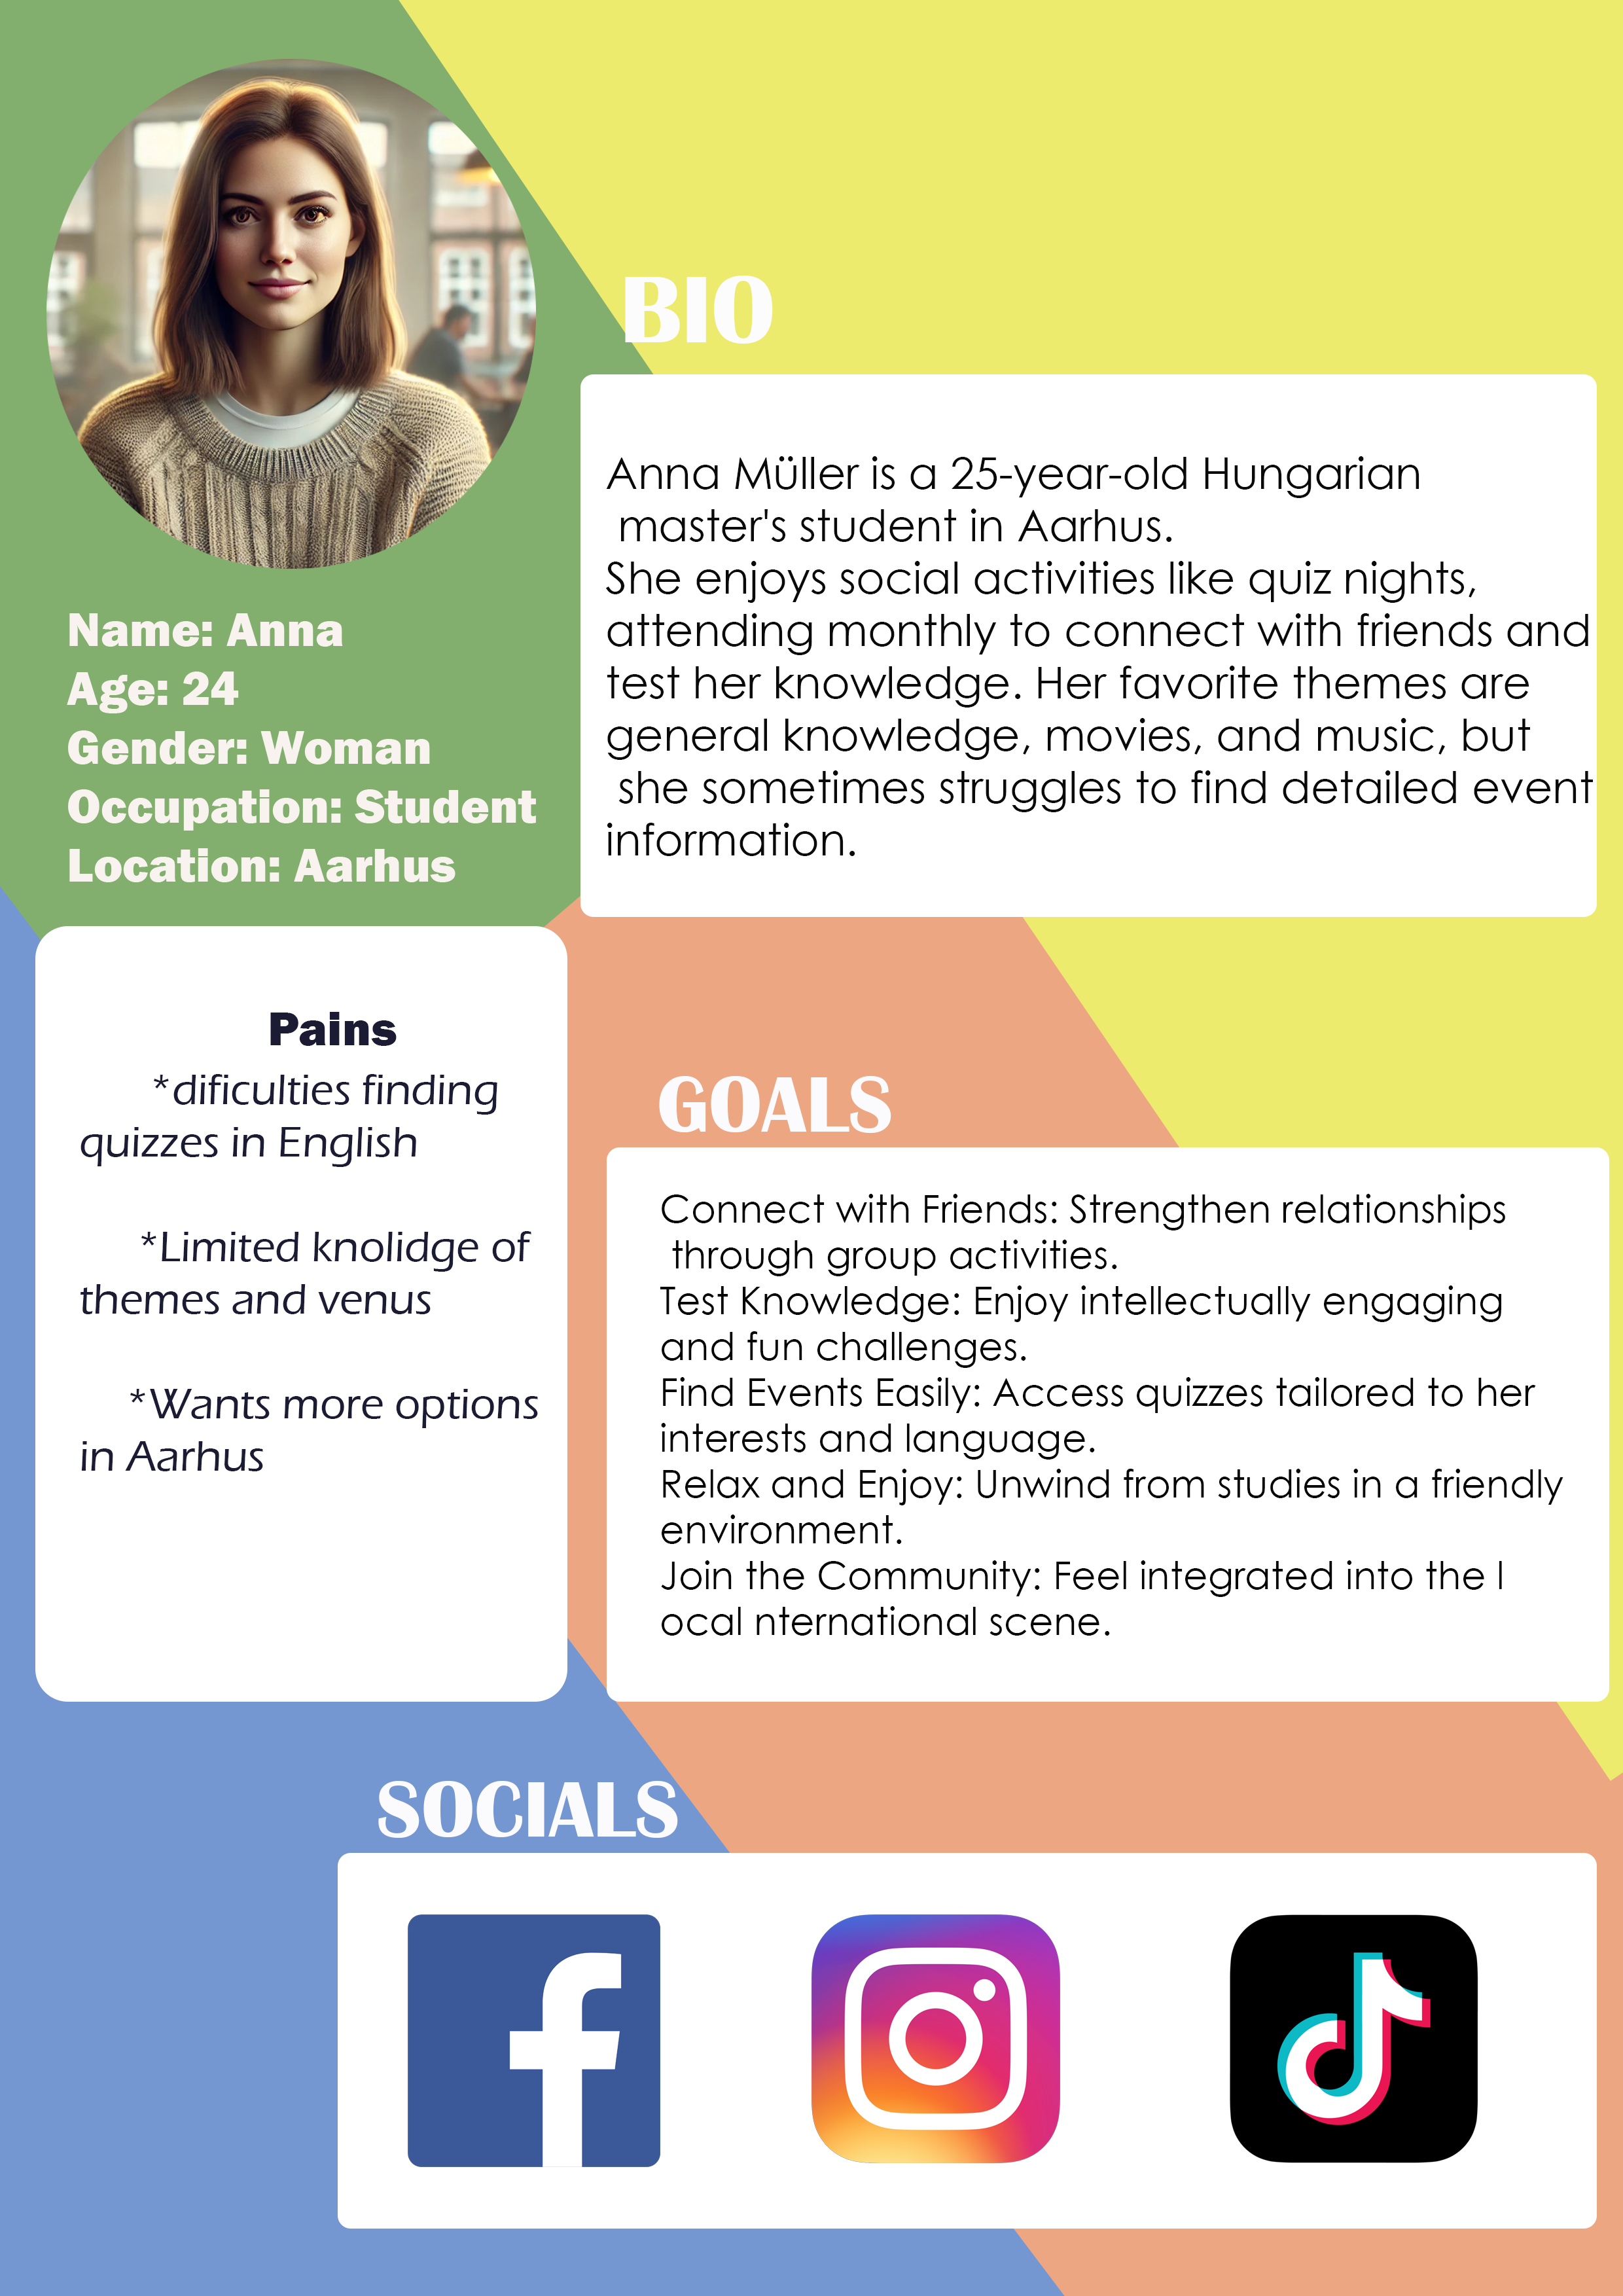 BIO
Anna Müller is a 25-year-old Hungarian
master's student in Aarhus.
She enjoys social activities like quiz nights,
attending monthly to connect with friends and
test her knowledge. Her favorite themes are
general knowledge, movies, and music, but
she sometimes struggles to find detailed event
information.
Name: Anna
Age: 24
Gender: Woman
Occupation: Student
Location: Aarhus
Pains
*dificulties finding
quizzes in English
*Limited knolidge of
themes and venus
*Wants more options
in Aarhus
GOALS
Connect with Friends: Strengthen relationships
through group activities.
Test Knowledge: Enjoy intellectually engaging
and fun challenges.
Find Events Easily: Access quizzes tailored to her
interests and language.
Relax and Enjoy: Unwind from studies in a friendly
environment.
Join the Community: Feel integrated into the l
ocal nternational scene.
SOCIALS